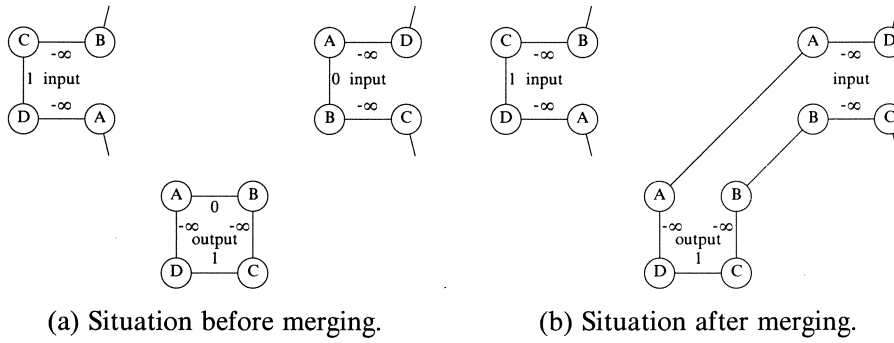 C B A D C B A D
-∞ -∞ -∞ -∞
1 input 0 input 1 input input
-∞ -∞ -∞ -∞
D A B C D A B C
A B A B
0
-∞ -∞ -∞ -∞
output output
1 1
D C D C
(a) Situation before merging. (b) Situation after merging.